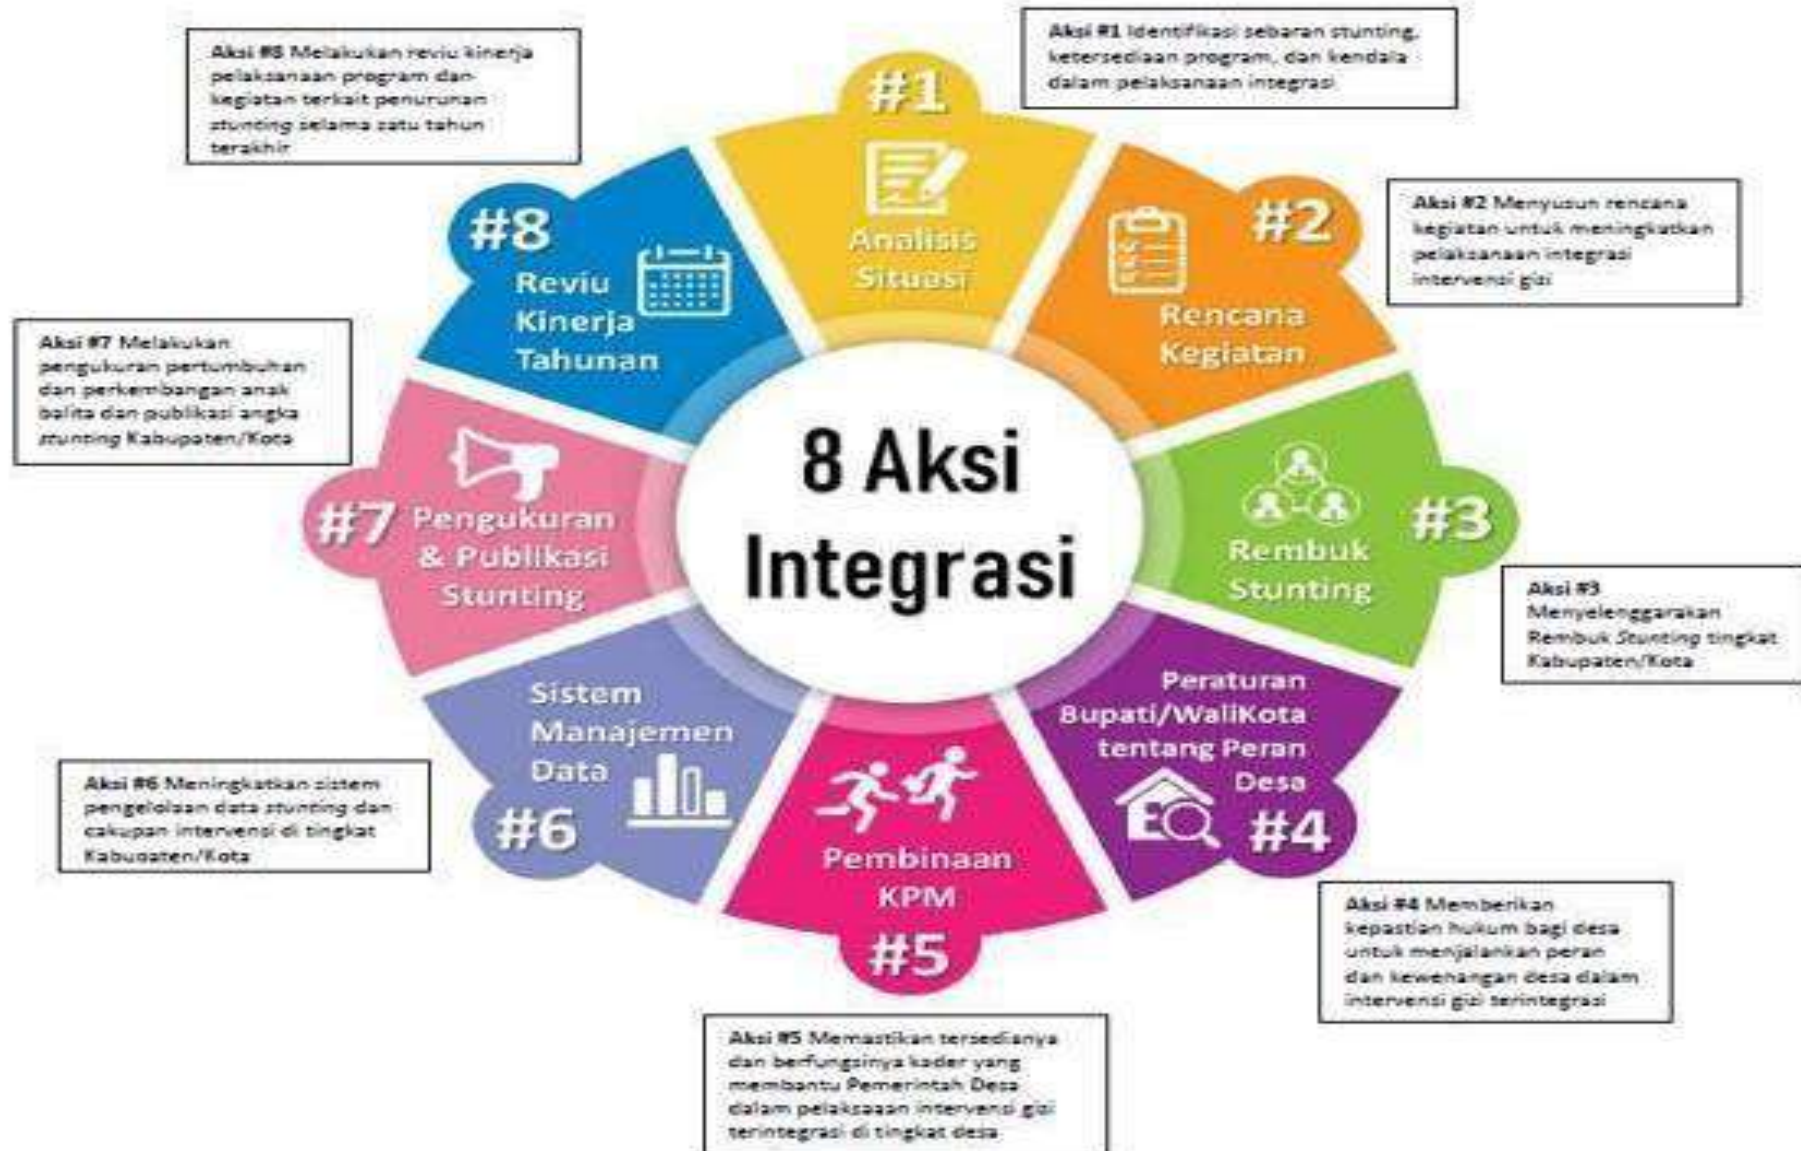 8 Aksi
Integrasi
#1
Analisis
Situasi
Aksi #1 Identifikasi sebaran stunting,
ketersediaan program, dan kendala
dalam pelaksanaan integrasi
#2
Rencana
Kegiatan
Aksi #2 Menyusun rencana
kegiatan untuk meningkatkan
pelaksanaan integrasi
intervensi gizi
#3
Rembuk
Stunting
Aksi #3
Menyelenggarakan
Rembuk Stunting tingkat
Kabupaten/Kota
Peraturan
Bupati/WaliKota
tentang Peran
Desa
#4
Aksi #4 Memberikan
kepastian hukum bagi desa
untuk menjalankan peran
dan kewenangan desa dalam
intervensi gizi terintegrasi
Pembinaan
KPM
#5
Aksi #5 Memastikan tersedianya
dan berfungsinya kader yang
membantu Pemerintah Desa
dalam pelaksaaan intervensi gizi
terintegrasi di tingkat desa
Sistem
Manajemen
Data
#6
Aksi #6 Meningkatkan sistem
pengelolaan data stunting dan
cakupan intervensi di tingkat
Kabupaten/Kota
#7
Pengukuran
& Publikasi
Stunting
Aksi #7 Melakukan
pengukuran pertumbuhan
dan perkembangan anak
balita dan publikasi angka
stunting Kabupaten/Kota
#8
Reviu
Kinerja
Tahunan
Aksi #8 Melakukan reviu kinerja
pelaksanaan program dan
kegiatan terkait penurunan
stunting selama satu tahun
terakhir